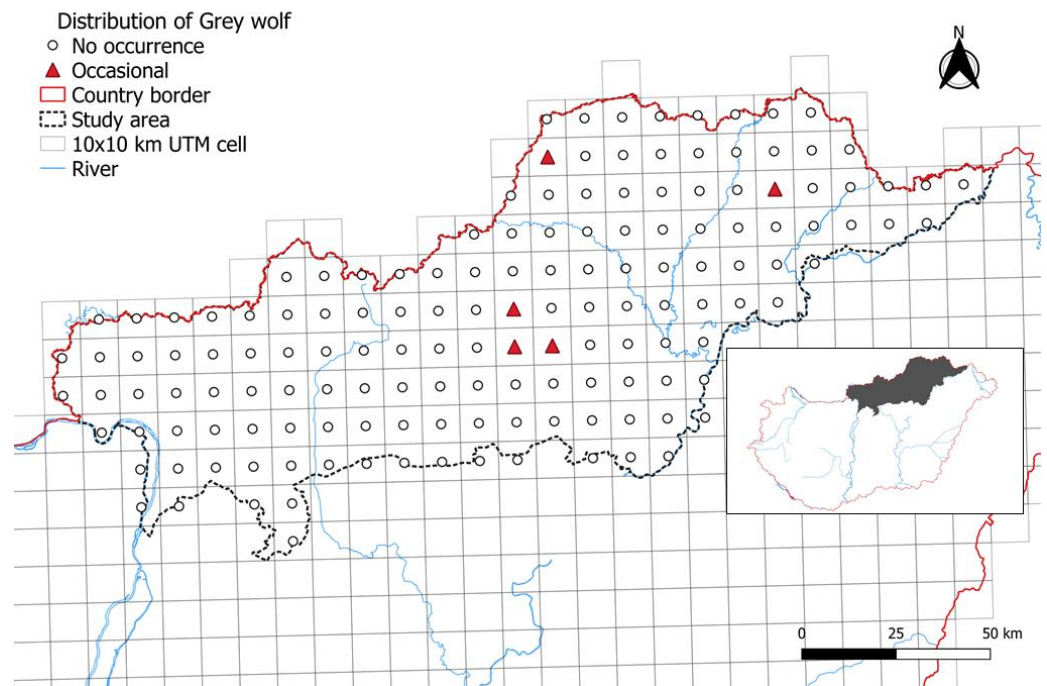 Distribution of Grey wolf
No occurrence
Occasional
Country border
Study area
10x10 km UTM cell
River
N
0 25 50 km